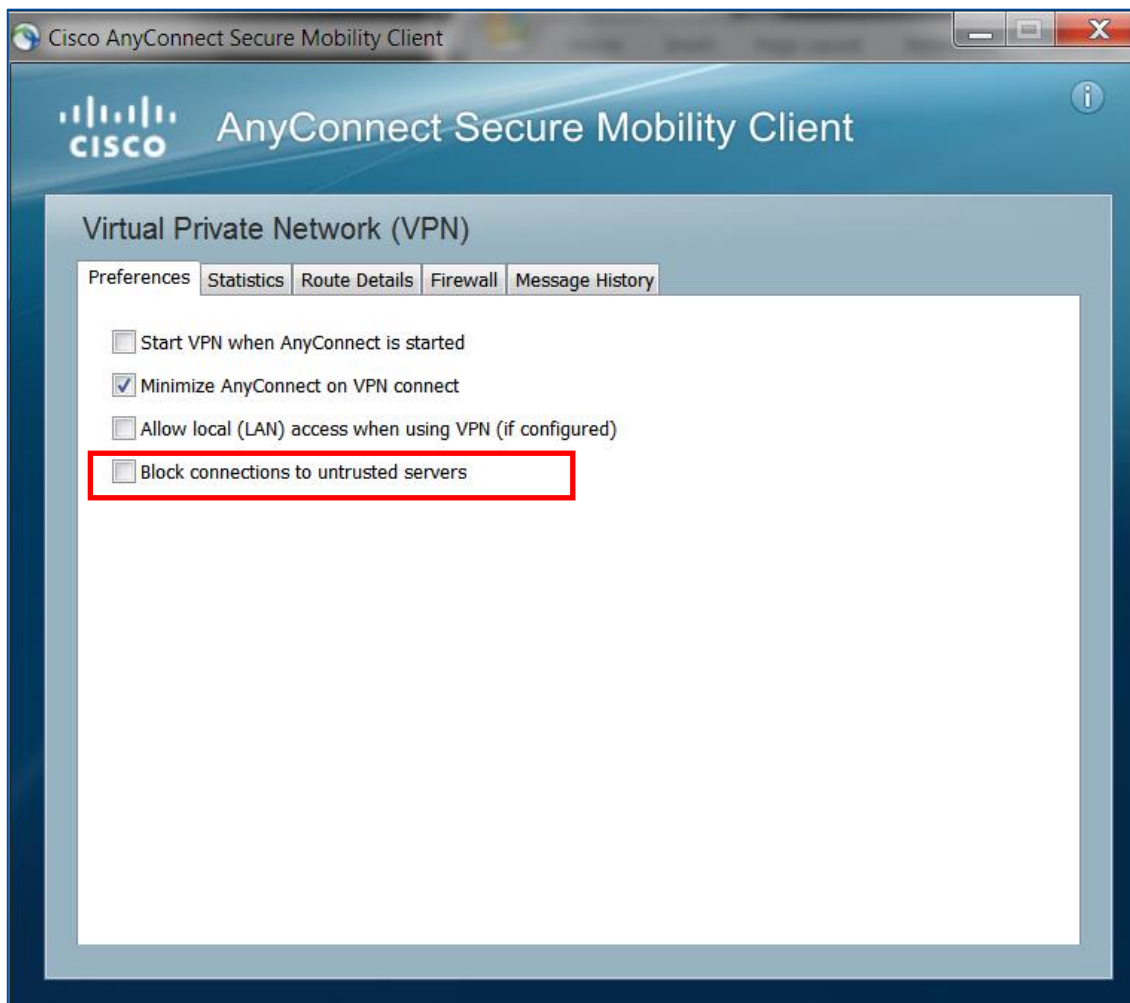 Cisco AnyConnect Secure Mobility Client
CISCO AnyConnect Secure Mobility Client
Virtual Private Network (VPN)
Preferences Statistics Route Details Firewall Message History
Start VPN when AnyConnect is started
Minimize AnyConnect on VPN connect
Allow local (LAN) access when using VPN (if configured)
Block connections to untrusted servers